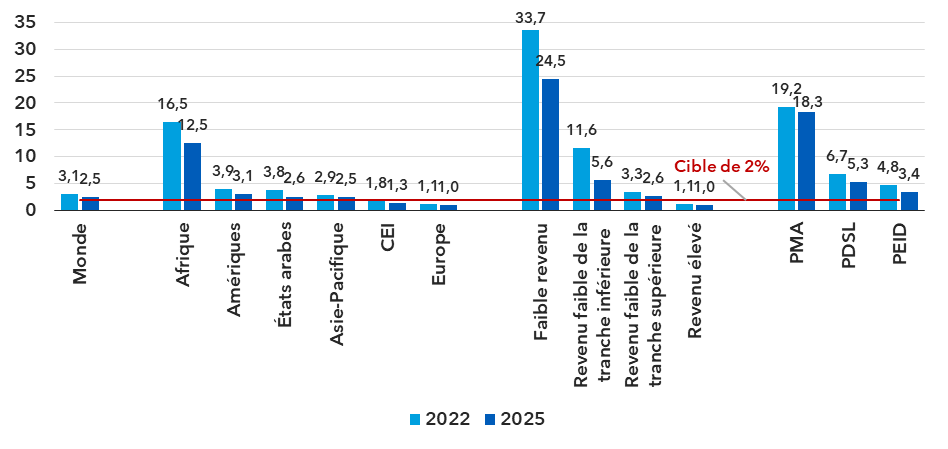 35
30
25
20
15
10
5
0
3,1 2,5
16,5 12,5
3,9 3,1
3,8 2,6
2,9 2,5
1,8 1,3
1,1 1,0
33,7 24,5
11,6 5,6
3,3 2,6
1,1 1,0
19,2 18,3
6,7 5,3
4,8 3,4
Cible de 2%
Monde
Afrique
Amériques
États arabes
Asie-Pacifique
CEI
Europe
Faible revenu
Revenu faible de la
tranche inférieure
Revenu faible de la
tranche supérieure
Revenu élevé
PMA
PDSL
PEID
2022 2025